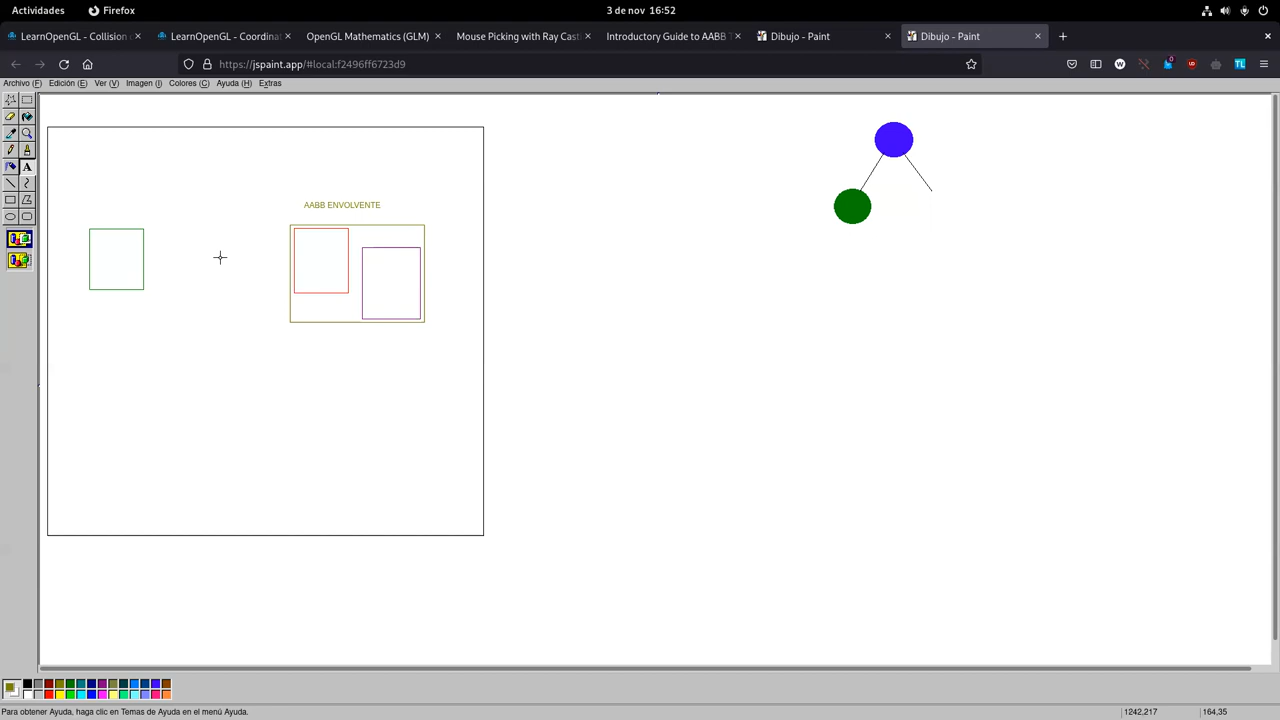 Actividades
Firefox
3 de nov 16:52
LearnOpenGL - Collision
LearnOpenGL - Coordinat
OpenGL Mathematics (GLM)
Mouse Picking with Ray Casti
Introductory Guide to AABB T
Dibujo - Paint
Dibujo - Paint
https://jspaint.app/#local:f2496ff6723d9
Archivo (F) Edición (E) Ver (V) Imagen (I) Colores (C) Ayuda (H) Extras
A
AABB ENVOLVENTE
Para obtener Ayuda, haga clic en Temas de Ayuda en el menú Ayuda.
1242,217
164,35